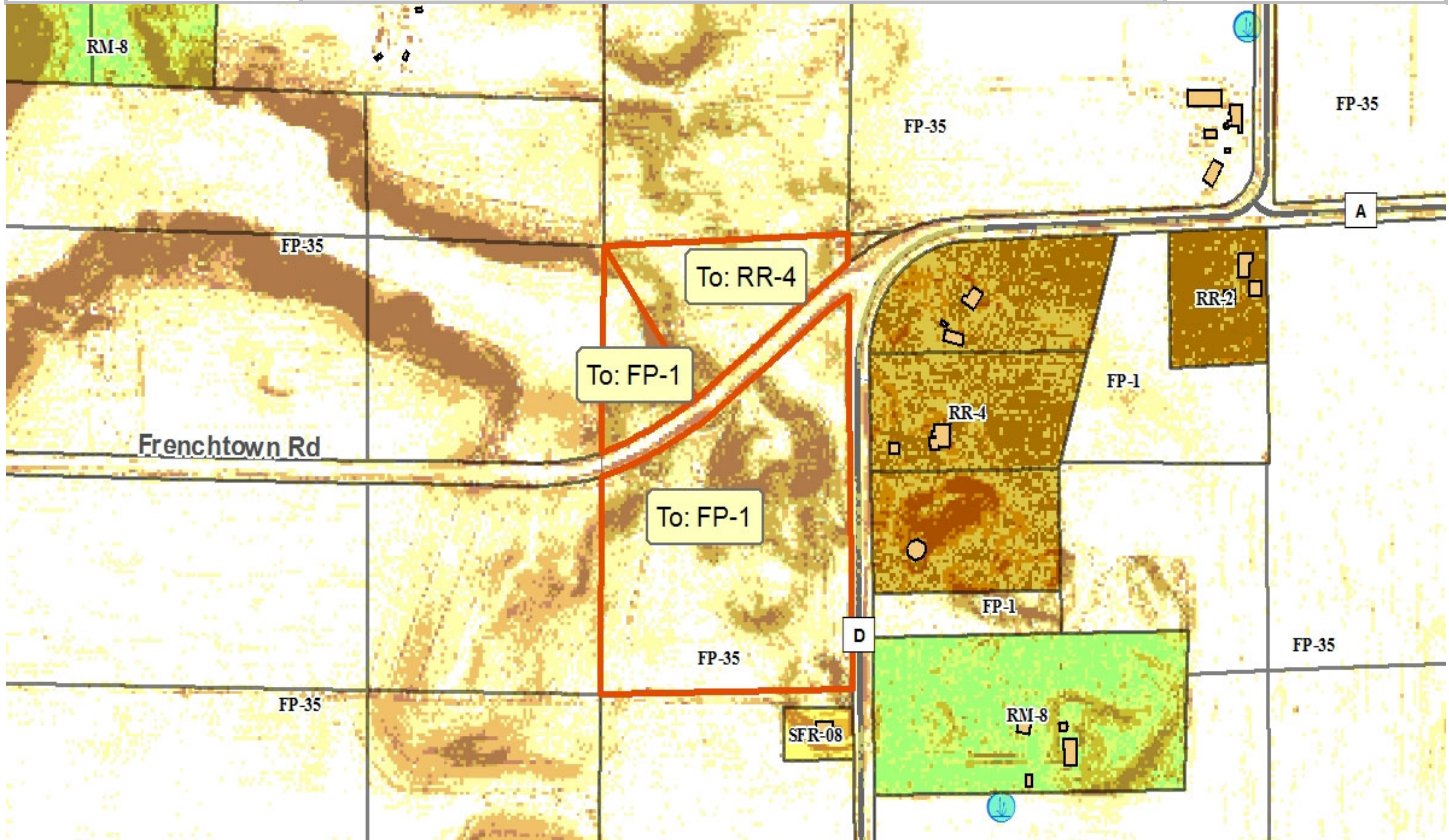 RM-8
FP-35
FP-35
A
FP-35
To: RR-4
RR-2
To: FP-1
FP-1
RR-4
Frenchtown Rd
To: FP-1
FP-1
D
FP-35
FP-35
FP-35
RM-8
SFR-08